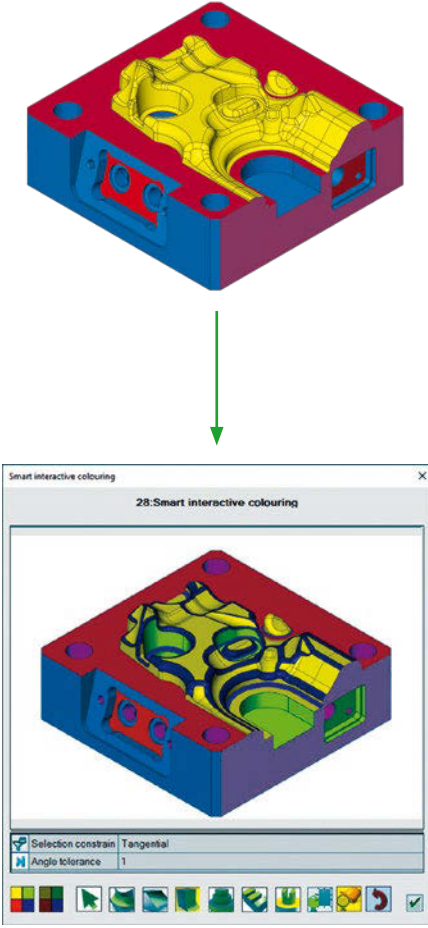 Smart interactive colouring
28:Smart interactive colouring
Selection constrain Tangential
Angle tolerance 1